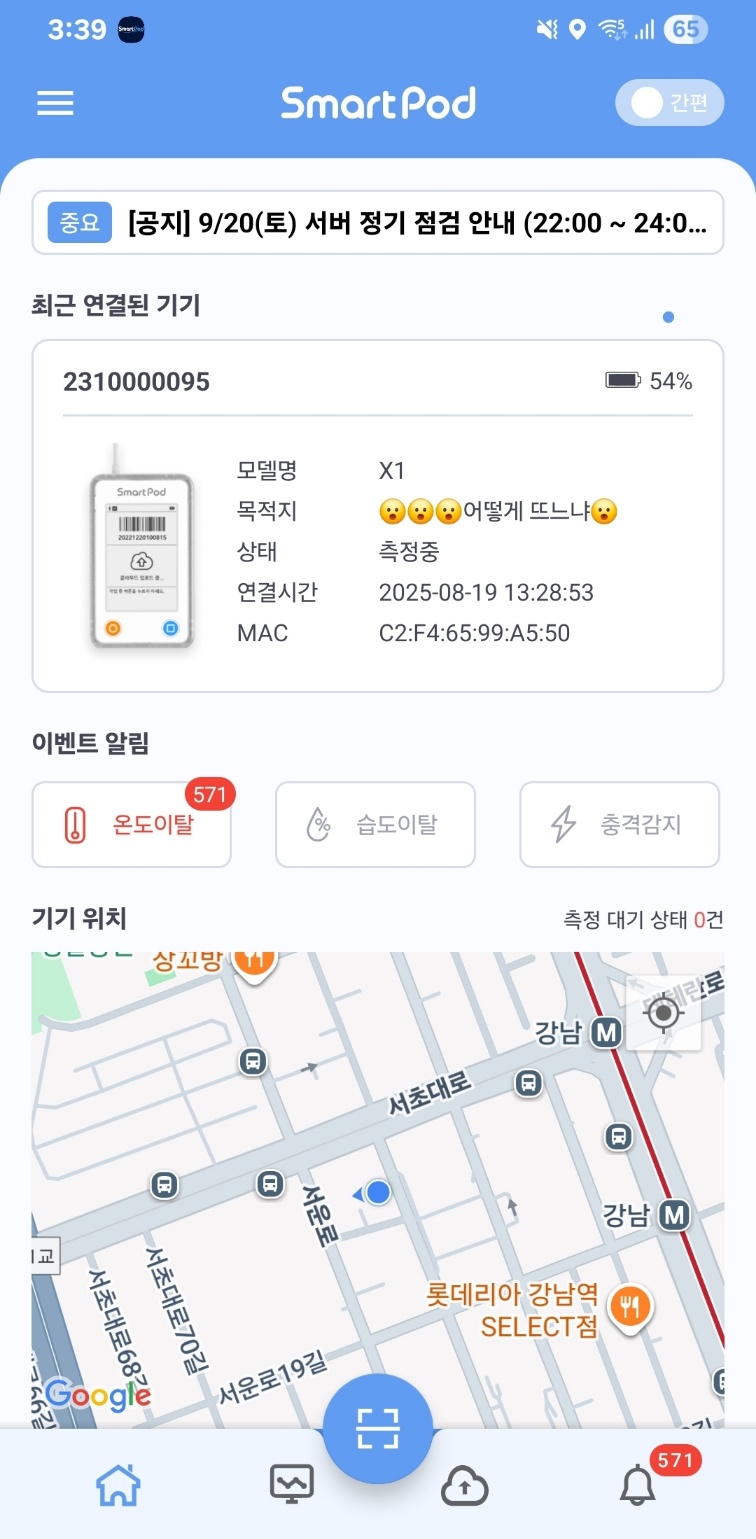 3:39
65
SmartPod
간편
중요 [공지] 9/20(토) 서버 정기 점검 안내 (22:00 ~ 24:0...
최근 연결된 기기
2310000095 54%
SmartPod
20221220100815
모델명 X1
목적지 😮😮😮어떻게 뜨느냐😮
상태 측정중
연결시간 2025-08-19 13:28:53
MAC C2:F4:65:99:A5:50
이벤트 알림
571
온도이탈
습도이탈
충격감지
기기 위치 측정 대기 상태 0건
장꼬방
테헤란로
강남 M
서초대로
서운로
강남 M
서초대로70길
서초대로68길
롯데리아 강남역
SELECT점
서운로19길
Google
571